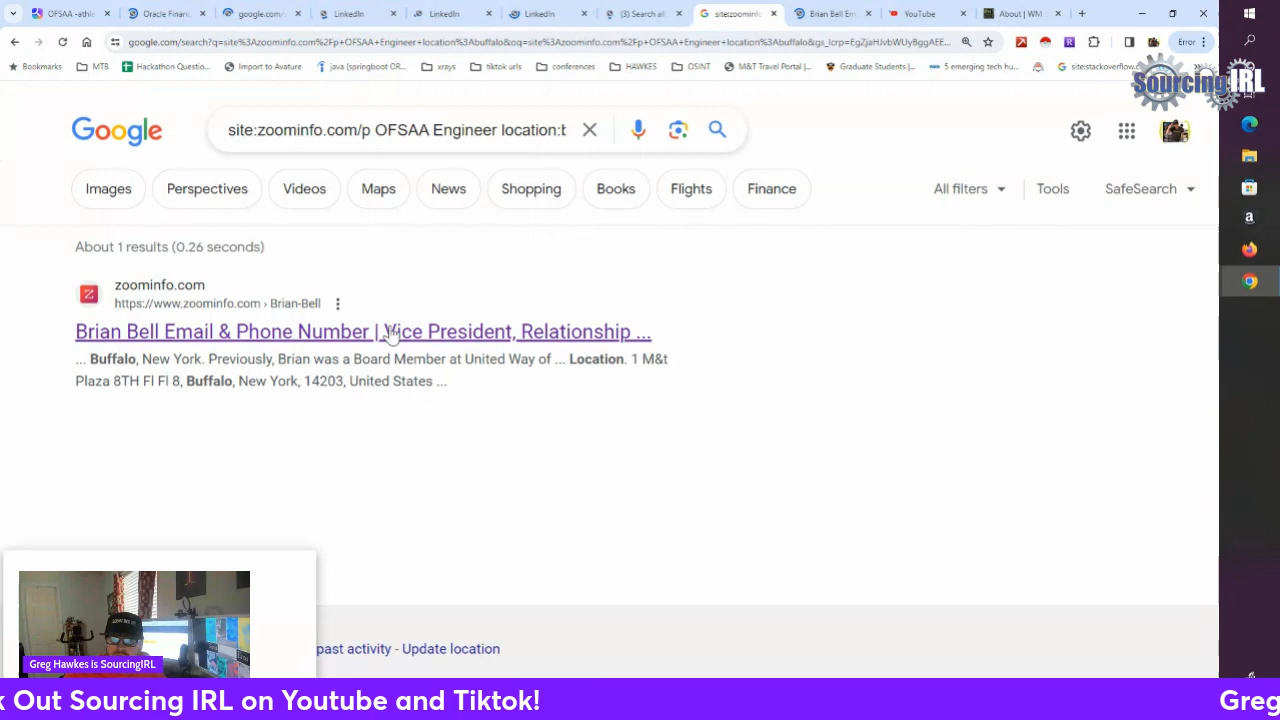 OFSAA -athle
Oracle Financ
google.com/
LinkedIn
LinkedIn
LinkedIn
(3) Search all
site:zoominfo
Brian Bell Em
YouTube
About | WM
google.com/search?q=site%3Azoominfo.com%2Fp+OFSAA+Engineer+location%3Abuffalo&oq=site%3Azoominfo.com%2Fp+OFSAA+Engineer+location%3Abuffalo&gs_lcrp=EgZjaHJvbWUyBggAEE...
Error
Bookmarks
MTB
Hackathon Questio...
Import to Avature
java (springboot OR...
xrays
tiktok urls
conferences
HAWKES
OSINT
M&T Travel Portal |...
Graduate Students |...
5 emerging tech hu...
site:stackoverflow.c
SourcingIRL
Google
site:zoominfo.com/p OFSAA Engineer location:b
Images
Perspectives
Videos
Maps
News
Shopping
Books
Flights
Finance
All filters
Tools
SafeSearch
About 1 results (0.26 seconds)
zoominfo.com
https://www.zoominfo.com › Brian-Bell
Brian Bell Email & Phone Number | Vice President, Relationship ...
... Buffalo, New York. Previously, Brian was a Board Member at United Way of ... Location. 1 M&t
Plaza 8TH Fl Fl 8, Buffalo, New York, 14203, United States ...
past activity - Update location
Greg Hawkes is SourcingIRL
k Out Sourcing IRL on Youtube and Tiktok!
Greg